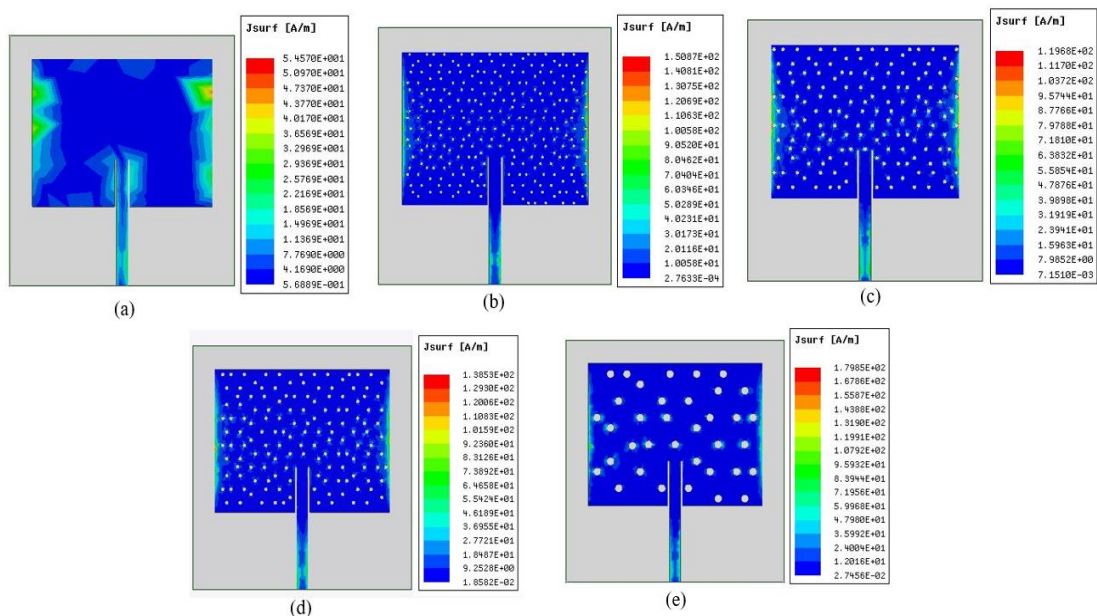 Jsurf [A/m]
5.4570E+001
5.0970E+001
4.7370E+001
4.3770E+001
4.0170E+001
3.6569E+001
3.2969E+001
2.9369E+001
2.5769E+001
2.2169E+001
1.8569E+001
1.4969E+001
1.1369E+001
7.7690E+000
4.1690E+000
5.6889E-001
(a)
Jsurf [A/m]
1.5087E+02
1.4081E+02
1.3075E+02
1.2069E+02
1.1063E+02
1.0058E+02
9.0520E+01
8.0462E+01
7.0404E+01
6.0346E+01
5.0289E+01
4.0231E+01
3.0173E+01
2.0116E+01
1.0058E+01
2.7633E-04
(b)
Jsurf [A/m]
1.1968E+02
1.1170E+02
1.0372E+02
9.5744E+01
8.7766E+01
7.9788E+01
7.1810E+01
6.3832E+01
5.5854E+01
4.7876E+01
3.9898E+01
3.1919E+01
2.3941E+01
1.5963E+01
7.9852E+00
7.1510E-03
(c)
Jsurf [A/m]
1.3853E+02
1.2930E+02
1.2006E+02
1.1083E+02
1.0159E+02
9.2360E+01
8.3126E+01
7.3892E+01
6.4658E+01
5.5424E+01
4.6189E+01
3.6955E+01
2.7721E+01
1.8487E+01
9.2528E+00
1.8582E-02
(d)
Jsurf [A/m]
1.7985E+02
1.6786E+02
1.5587E+02
1.4388E+02
1.3190E+02
1.1991E+02
1.0792E+02
9.5932E+01
8.3944E+01
7.1956E+01
5.9968E+01
4.7980E+01
3.5992E+01
2.4004E+01
1.2016E+01
2.7456E-02
(e)